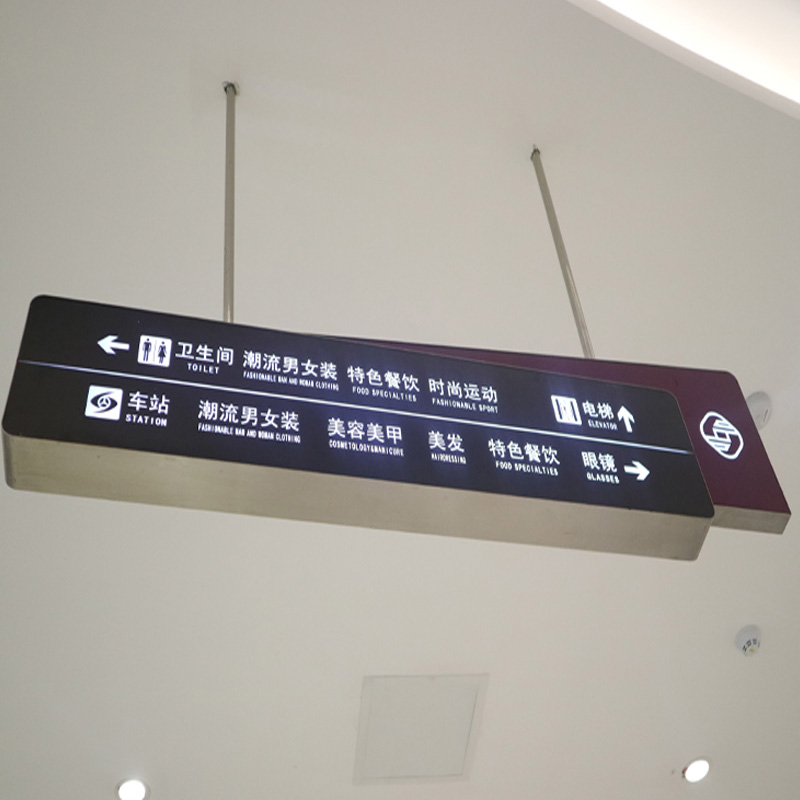 卫生间 潮流男女装 特色餐饮 时尚运动 电梯
TOILET FASHIONABLE MAN AND WOMAN CLOTHING FOOD SPECIALTIES FASHIONABLE SPORT ELEVATOR
车站 潮流男女装 美容美甲 美发 特色餐饮 眼镜
STATION FASHIONABLE MAN AND WOMAN CLOTHING COSMETOLOGY&MANICURE HAIRDRESSING FOOD SPECIALTIES GLASSES